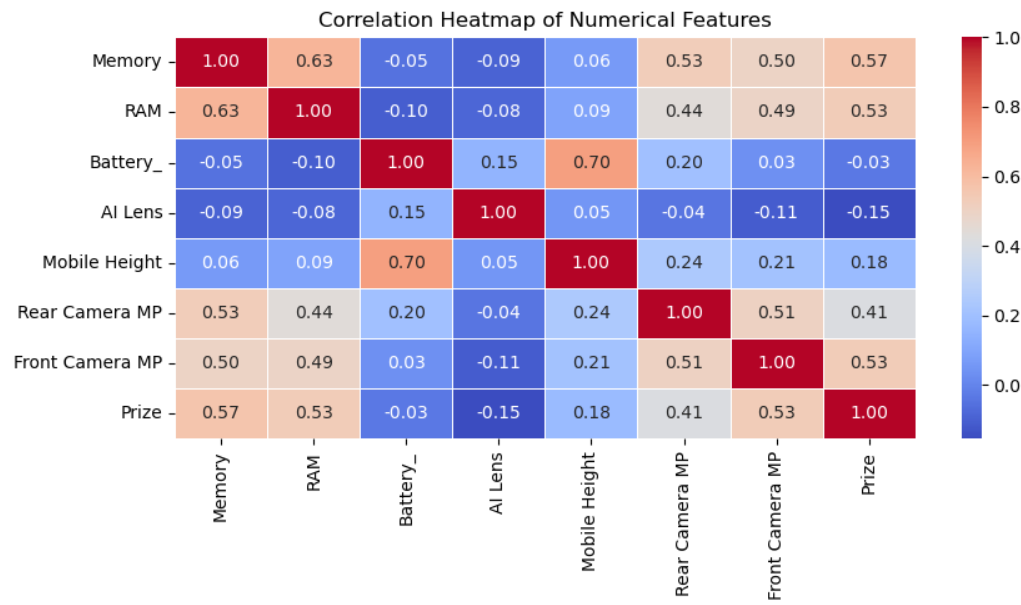 Correlation Heatmap of Numerical Features
Memory 1.00 0.63 -0.05 -0.09 0.06 0.53 0.50 0.57
RAM 0.63 1.00 -0.10 -0.08 0.09 0.44 0.49 0.53
Battery_ -0.05 -0.10 1.00 0.15 0.70 0.20 0.03 -0.03
AI Lens -0.09 -0.08 0.15 1.00 0.05 -0.04 -0.11 -0.15
Mobile Height 0.06 0.09 0.70 0.05 1.00 0.24 0.21 0.18
Rear Camera MP 0.53 0.44 0.20 -0.04 0.24 1.00 0.51 0.41
Front Camera MP 0.50 0.49 0.03 -0.11 0.21 0.51 1.00 0.53
Prize 0.57 0.53 -0.03 -0.15 0.18 0.41 0.53 1.00
Memory
RAM
Battery_
AI Lens
Mobile Height
Rear Camera MP
Front Camera MP
Prize
1.0
0.8
0.6
0.4
0.2
0.0